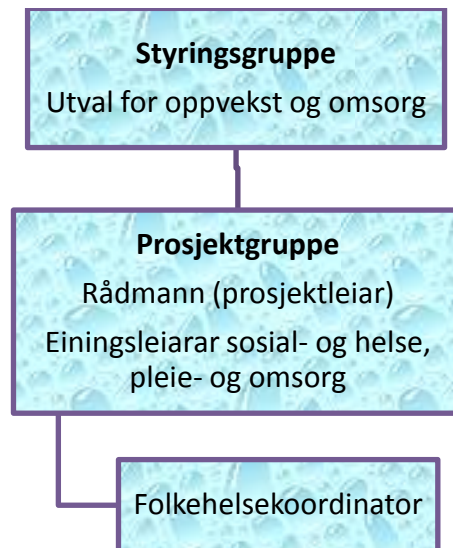 Styringsgruppe
Utval for oppvekst og omsorg
Prosjektgruppe
Rådmann (prosjektleiar)
Einingsleiarar sosial- og helse,
pleie- og omsorg
Folkehelsekoordinator